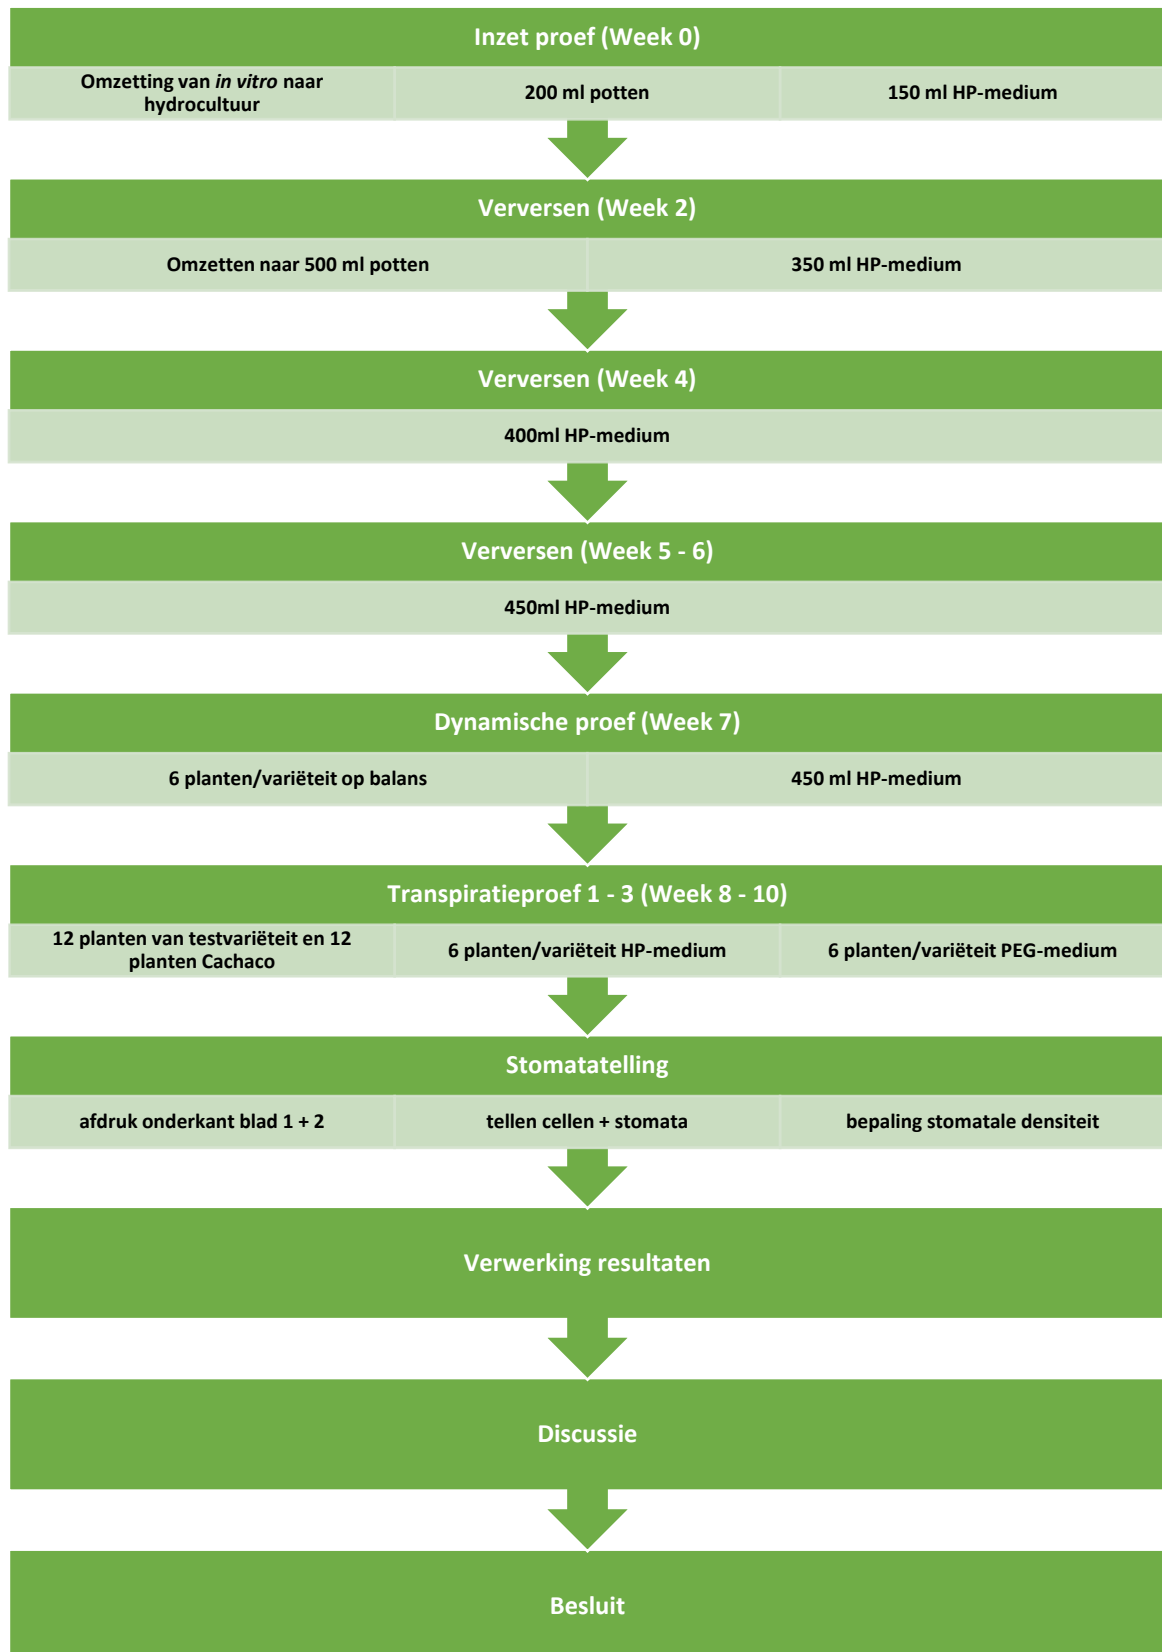 Inzet proef (Week 0)
Omzetting van in vitro naar
hydrocultuur
200 ml potten
150 ml HP-medium
Verversen (Week 2)
Omzetten naar 500 ml potten
350 ml HP-medium
Verversen (Week 4)
400ml HP-medium
Verversen (Week 5 - 6)
450ml HP-medium
Dynamische proef (Week 7)
6 planten/variëteit op balans
450 ml HP-medium
Transpiratieproef 1 - 3 (Week 8 - 10)
12 planten van testvariëteit en 12
planten Cachaco
6 planten/variëteit HP-medium
6 planten/variëteit PEG-medium
Stomatatelling
afdruk onderkant blad 1 + 2
tellen cellen + stomata
bepaling stomatale densiteit
Verwerking resultaten
Discussie
Besluit